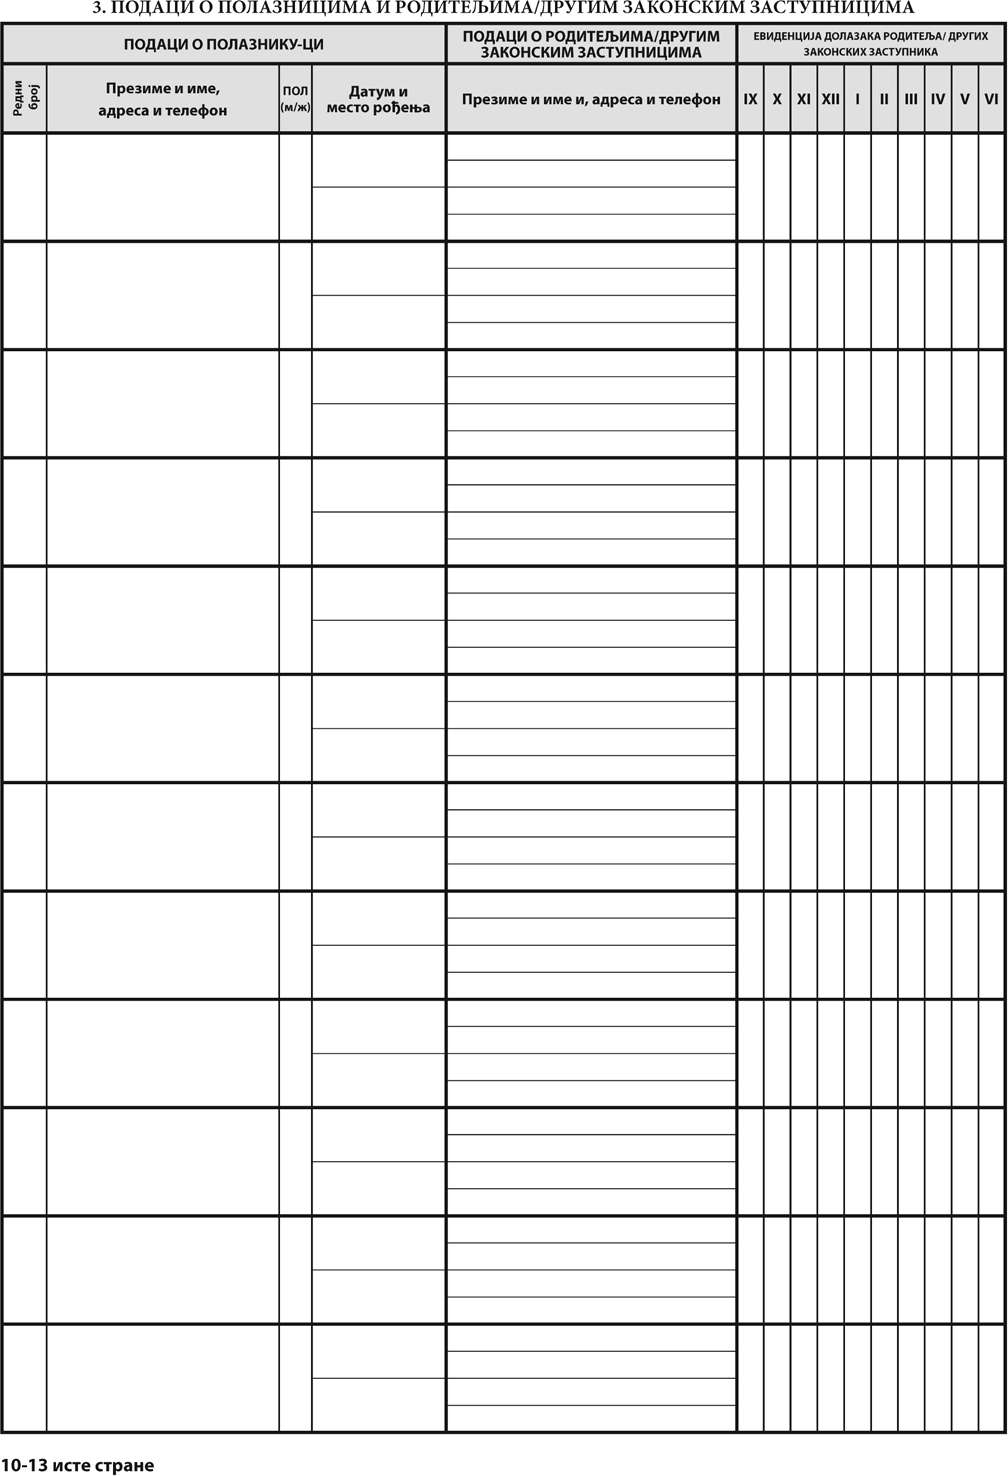 3. ПОДАЦИ О ПОЛАЗНИЦИМА И РОДИТЕЉИМА/ДРУГИМ ЗАКОНСКИМ ЗАСТУПНИЦИМА
ПОДАЦИ О ПОЛАЗНИКУ-ЦИ
ПОДАЦИ О РОДИТЕЉИМА/ДРУГИМ
ЗАКОНСКИМ ЗАСТУПНИЦИМА
ЕВИДЕНЦИЈА ДОЛАЗАКА РОДИТЕЉА/ ДРУГИХ
ЗАКОНСКИХ ЗАСТУПНИКА
Редни
број
Презиме и име,
адреса и телефон
ПОЛ
(м/ж)
Датум и
место рођења
Презиме и име и, адреса и телефон
IX X XI XII I II III IV V VI
10-13 исте стране